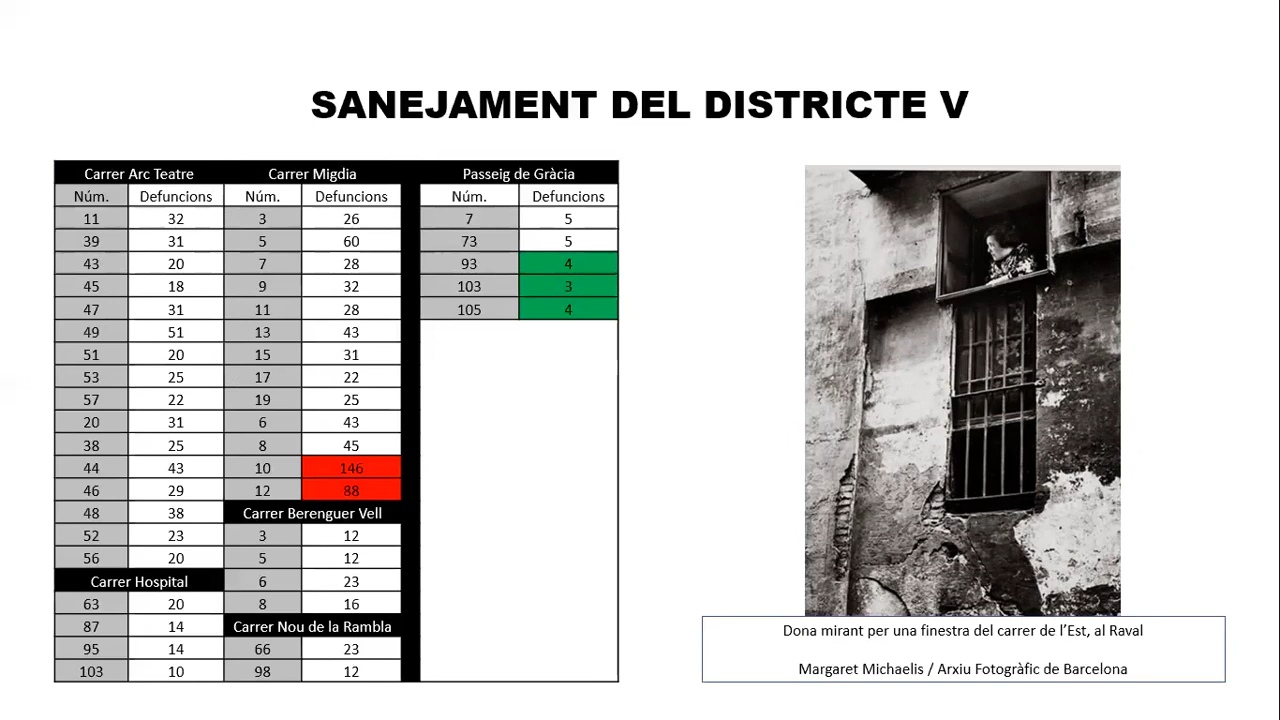 SANEJAMENT DEL DISTRICTE V
Carrer Arc Teatre Carrer Migdia Passeig de Gràcia
Núm. Defuncions Núm. Defuncions Núm. Defuncions
11 32 3 26 7 5
39 31 5 60 73 5
43 20 7 28 93 4
45 18 9 32 103 3
47 31 11 28 105 4
49 51 13 43
51 20 15 31
53 25 17 22
57 22 19 25
20 31 6 43
38 25 8 45
44 43 10 146
46 29 12 88
48 38 Carrer Berenguer Vell
52 23 3 12
56 20 5 12
Carrer Hospital 6 23
63 20 8 16
87 14 Carrer Nou de la Rambla
95 14 66 23
103 10 98 12
Dona mirant per una finestra del carrer de l'Est, al Raval
Margaret Michaelis / Arxiu Fotogràfic de Barcelona